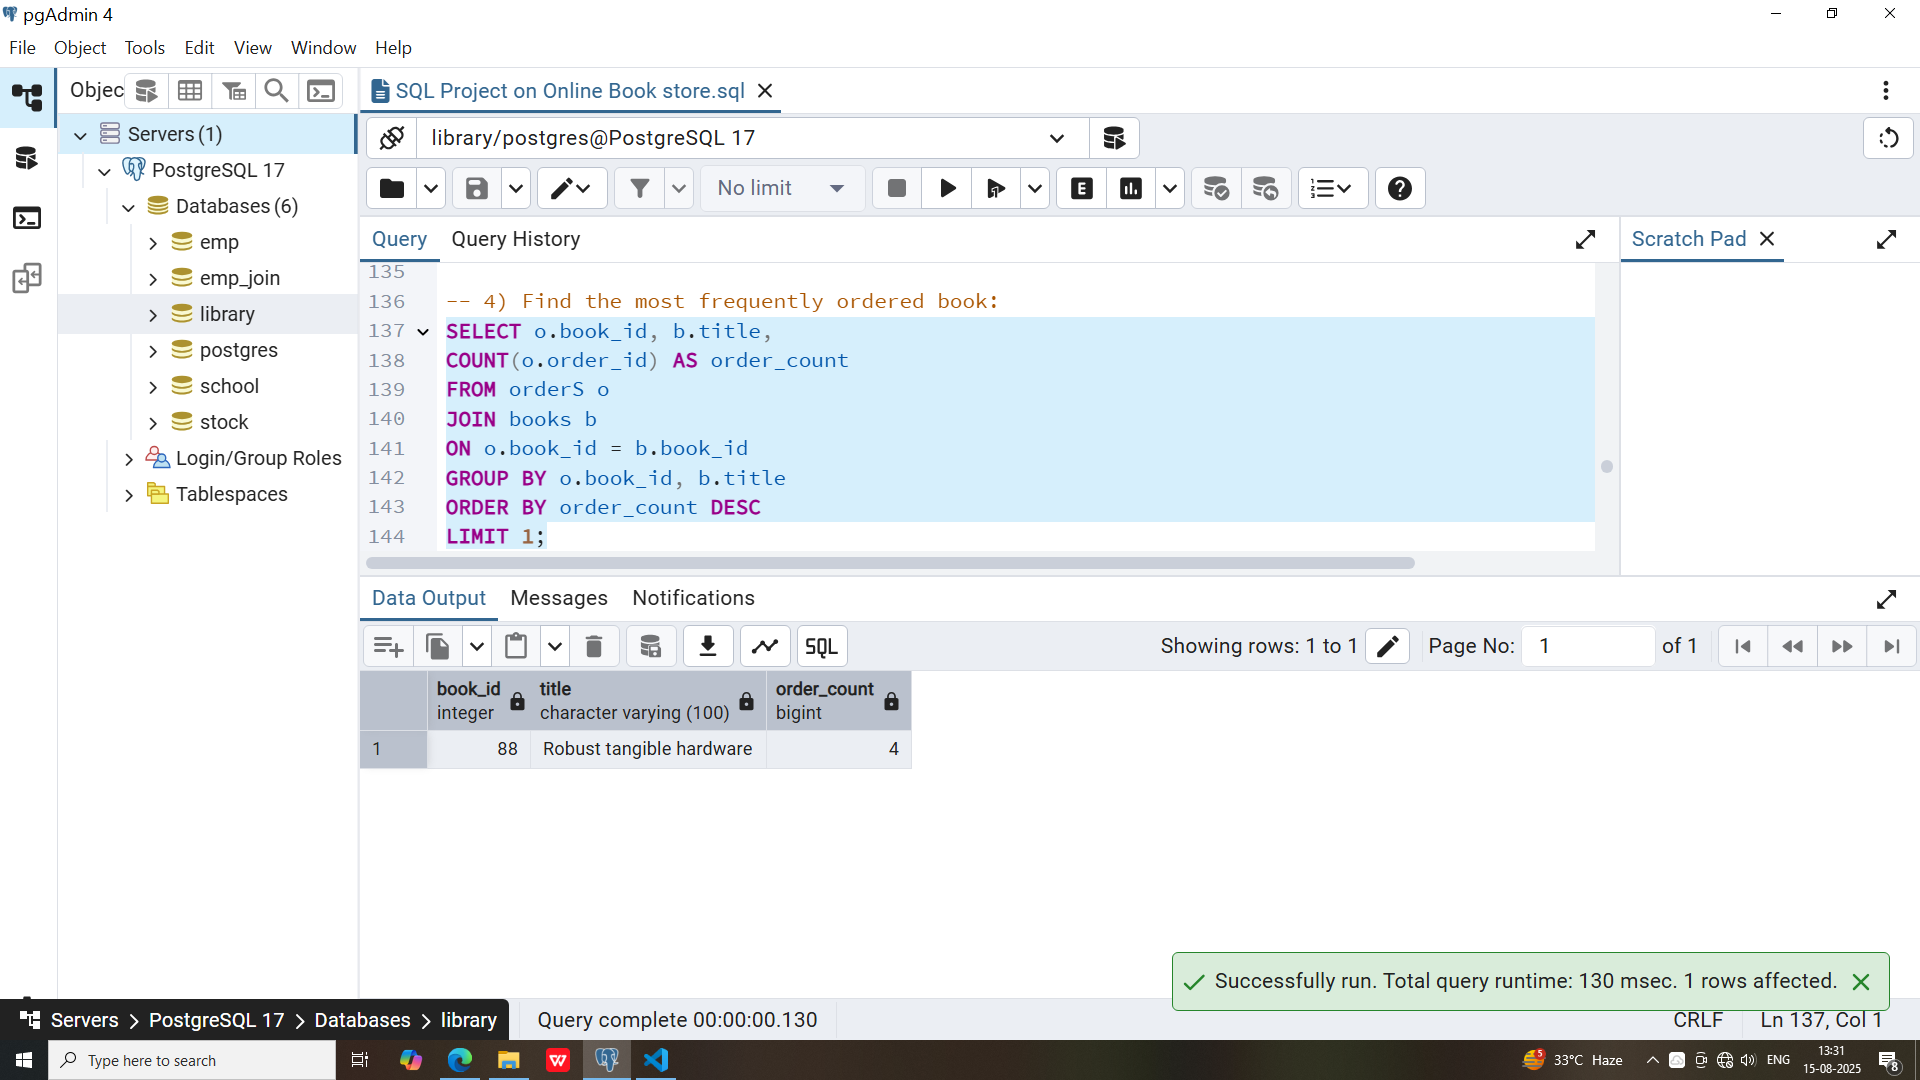 pgAdmin 4
File Object Tools Edit View Window Help
Objec
SQL Project on Online Book store.sql
Servers (1)
PostgreSQL 17
Databases (6)
emp
emp_join
library
postgres
school
stock
Login/Group Roles
Tablespaces
library/postgres@PostgreSQL 17
No limit
E
Query Query History
Scratch Pad
135
136 -- 4) Find the most frequently ordered book:
137 SELECT o.book_id, b.title,
138 COUNT(o.order_id) AS order_count
139 FROM orderS o
140 JOIN books b
141 ON o.book_id = b.book_id
142 GROUP BY o.book_id, b.title
143 ORDER BY order_count DESC
144 LIMIT 1;
Data Output Messages Notifications
SQL
Showing rows: 1 to 1 Page No: 1 of 1
book_id title order_count
integer character varying (100) bigint
1 88 Robust tangible hardware 4
Successfully run. Total query runtime: 130 msec. 1 rows affected.
Servers > PostgreSQL 17 > Databases > library
Query complete 00:00:00.130
CRLF Ln 137, Col 1
Type here to search
W
5
33°C Haze
ENG
13:31
15-08-2025
8